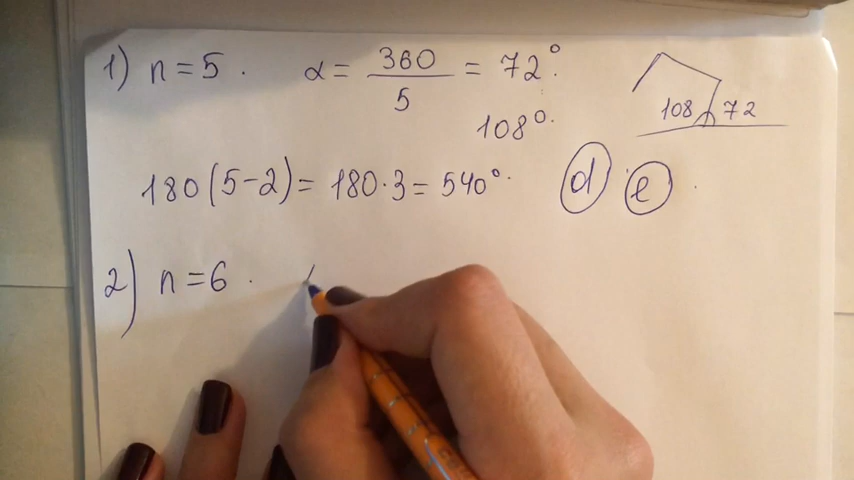 1) n = 5. α = 360/5 = 72°.
108 72
108°.
180(5-2) = 180·3 = 540°. d e.
2) n = 6.